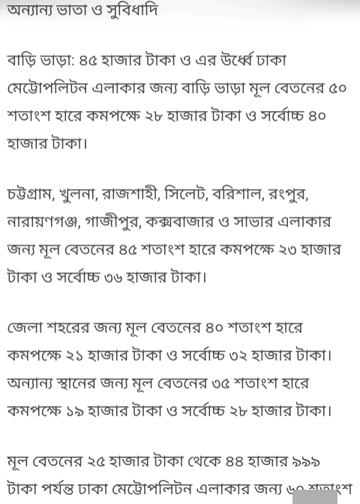 অন্যান্য ভাতা ও সুবিধাদি
বাড়ি ভাড়া: ৪৫ হাজার টাকা ও এর উর্ধ্বে ঢাকা
মেট্টোপলিটন এলাকার জন্য বাড়ি ভাড়া মূল বেতনের ৫০
শতাংশ হারে কমপক্ষে ২৮ হাজার টাকা ও সর্বোচ্চ ৪০
হাজার টাকা।
চট্টগ্রাম, খুলনা, রাজশাহী, সিলেট, বরিশাল, রংপুর,
নারায়ণগঞ্জ, গাজীপুর, কক্সবাজার ও সাভার এলাকার
জন্য মূল বেতনের ৪৫ শতাংশ হারে কমপক্ষে ২৩ হাজার
টাকা ও সর্বোচ্চ ৩৬ হাজার টাকা।
জেলা শহরের জন্য মূল বেতনের ৪০ শতাংশ হারে
কমপক্ষে ২১ হাজার টাকা ও সর্বোচ্চ ৩২ হাজার টাকা।
অন্যান্য স্থানের জন্য মূল বেতনের ৩৫ শতাংশ হারে
কমপক্ষে ১৯ হাজার টাকা ও সর্বোচ্চ ২৮ হাজার টাকা।
মূল বেতনের ২৫ হাজার টাকা থেকে ৪৪ হাজার ৯৯৯
টাকা পর্যন্ত ঢাকা মেট্টোপলিটন এলাকার জন্য ৬০ শতাংশ